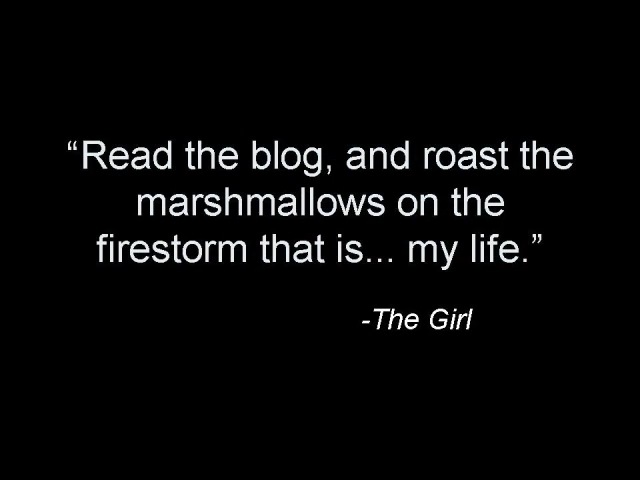 “Read the blog, and roast the
marshmallows on the
firestorm that is... my life.”
-The Girl